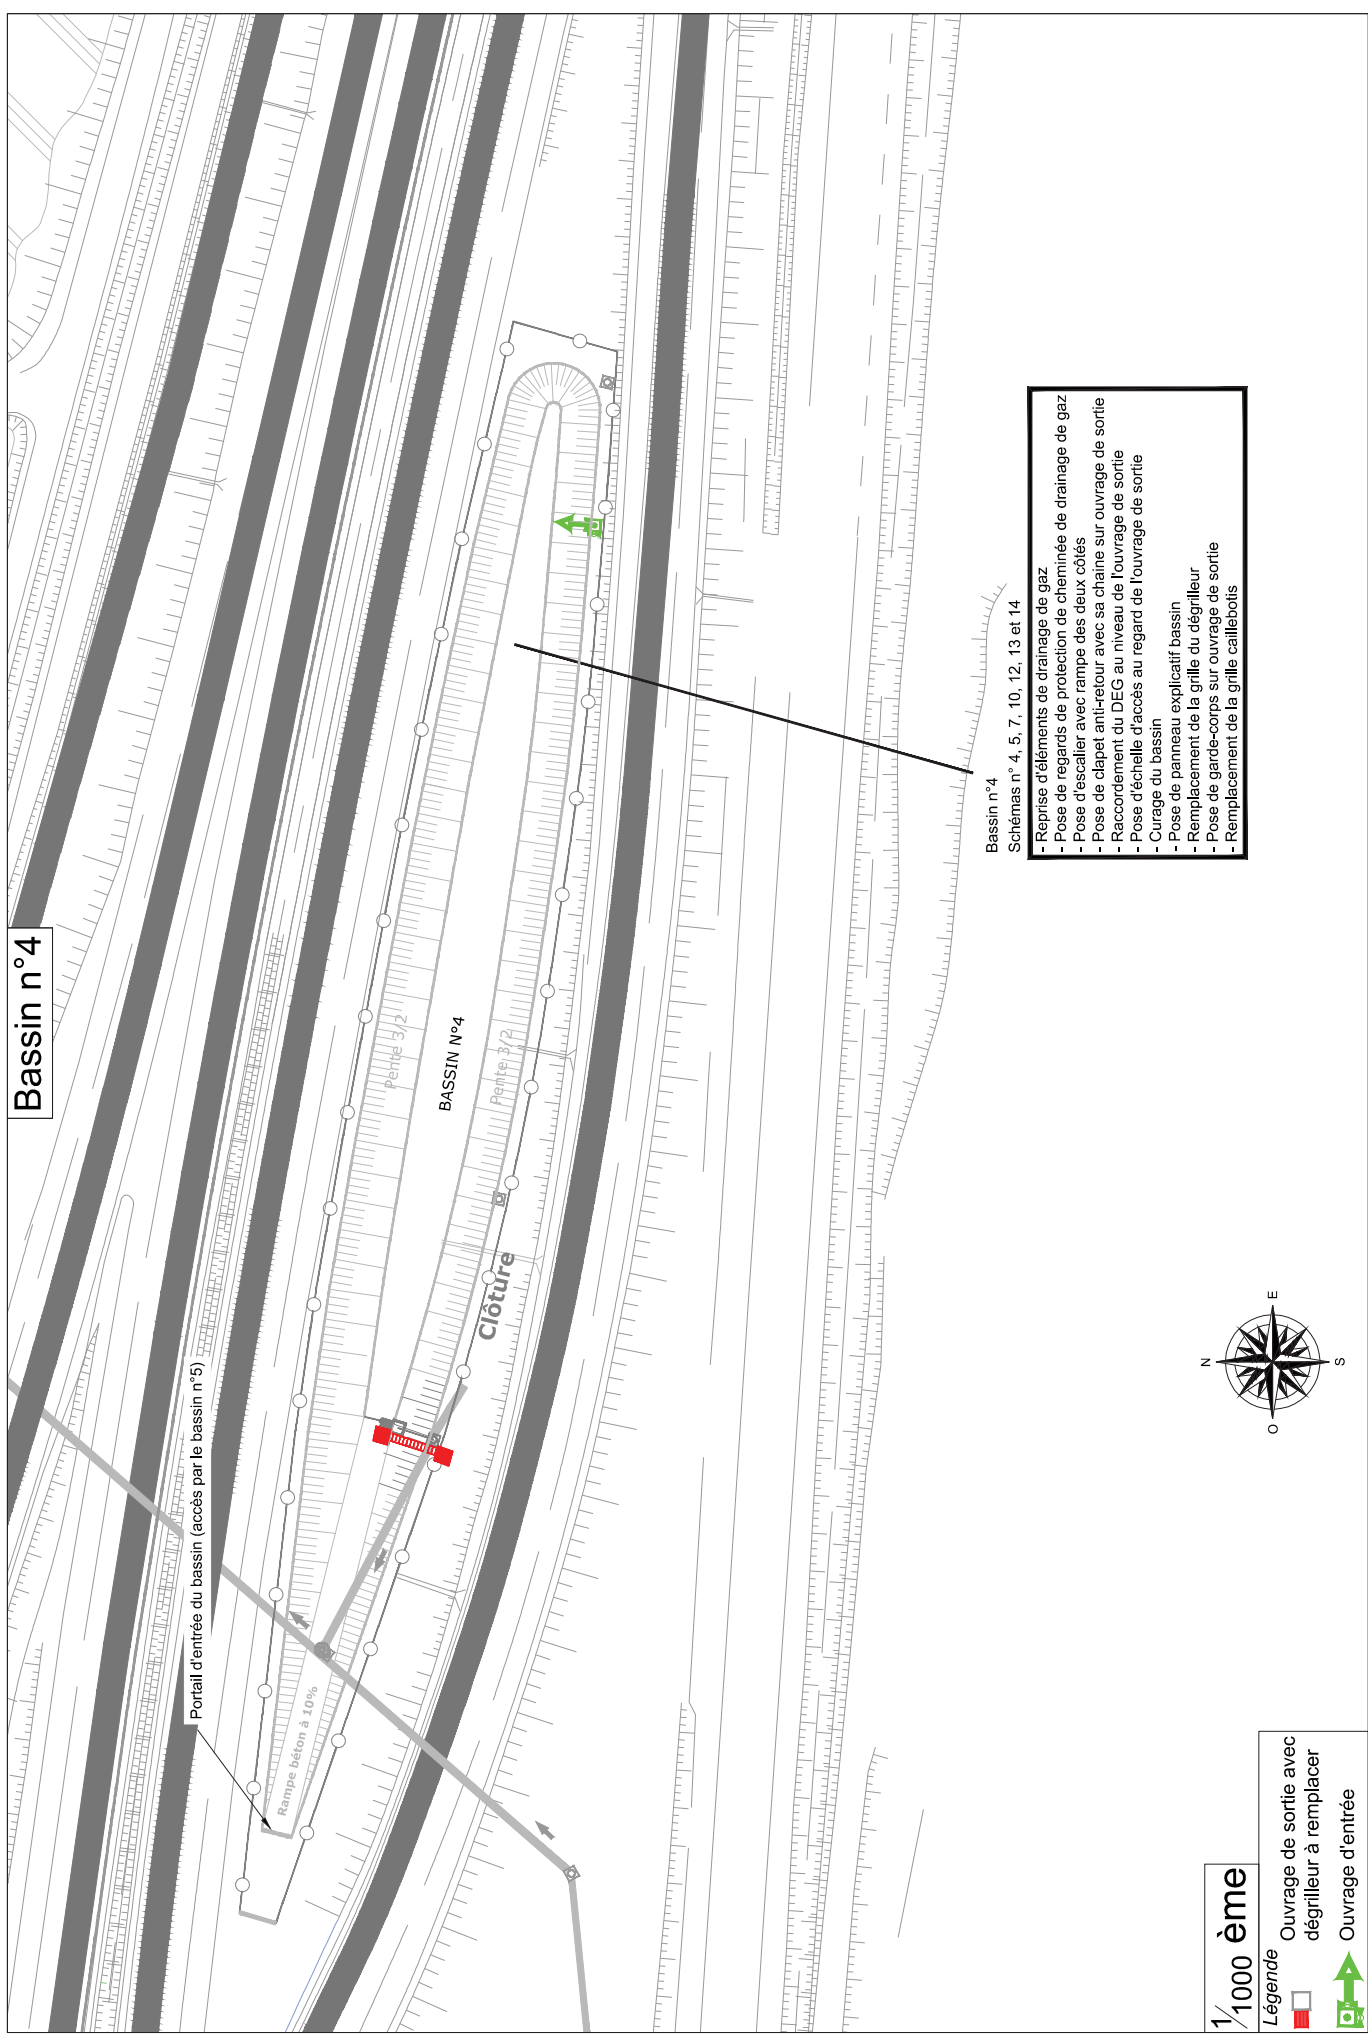 Bassin n°4
Portail d'entrée du bassin (accès par le bassin n°5)
Rampe béton à 10%
Pente 3/2
BASSIN N°4
Pente 3/2
Clôture
Bassin n°4
Schémas n° 4, 5, 7, 10, 12, 13 et 14
- Reprise d'éléments de drainage de gaz
- Pose de regards de protection de cheminée de drainage de gaz
- Pose d'escalier avec rampe des deux côtés
- Pose de clapet anti-retour avec sa chaine sur ouvrage de sortie
- Raccordement du DEG au niveau de l'ouvrage de sortie
- Pose d'échelle d'accès au regard de l'ouvrage de sortie
- Curage du bassin
- Pose de panneau explicatif bassin
- Remplacement de la grille du dégrilleur
- Pose de garde-corps sur ouvrage de sortie
- Remplacement de la grille caillebotis
N
O E
S
1/1000 ème
Légende
Ouvrage de sortie avec
dégrilleur à remplacer
Ouvrage d'entrée